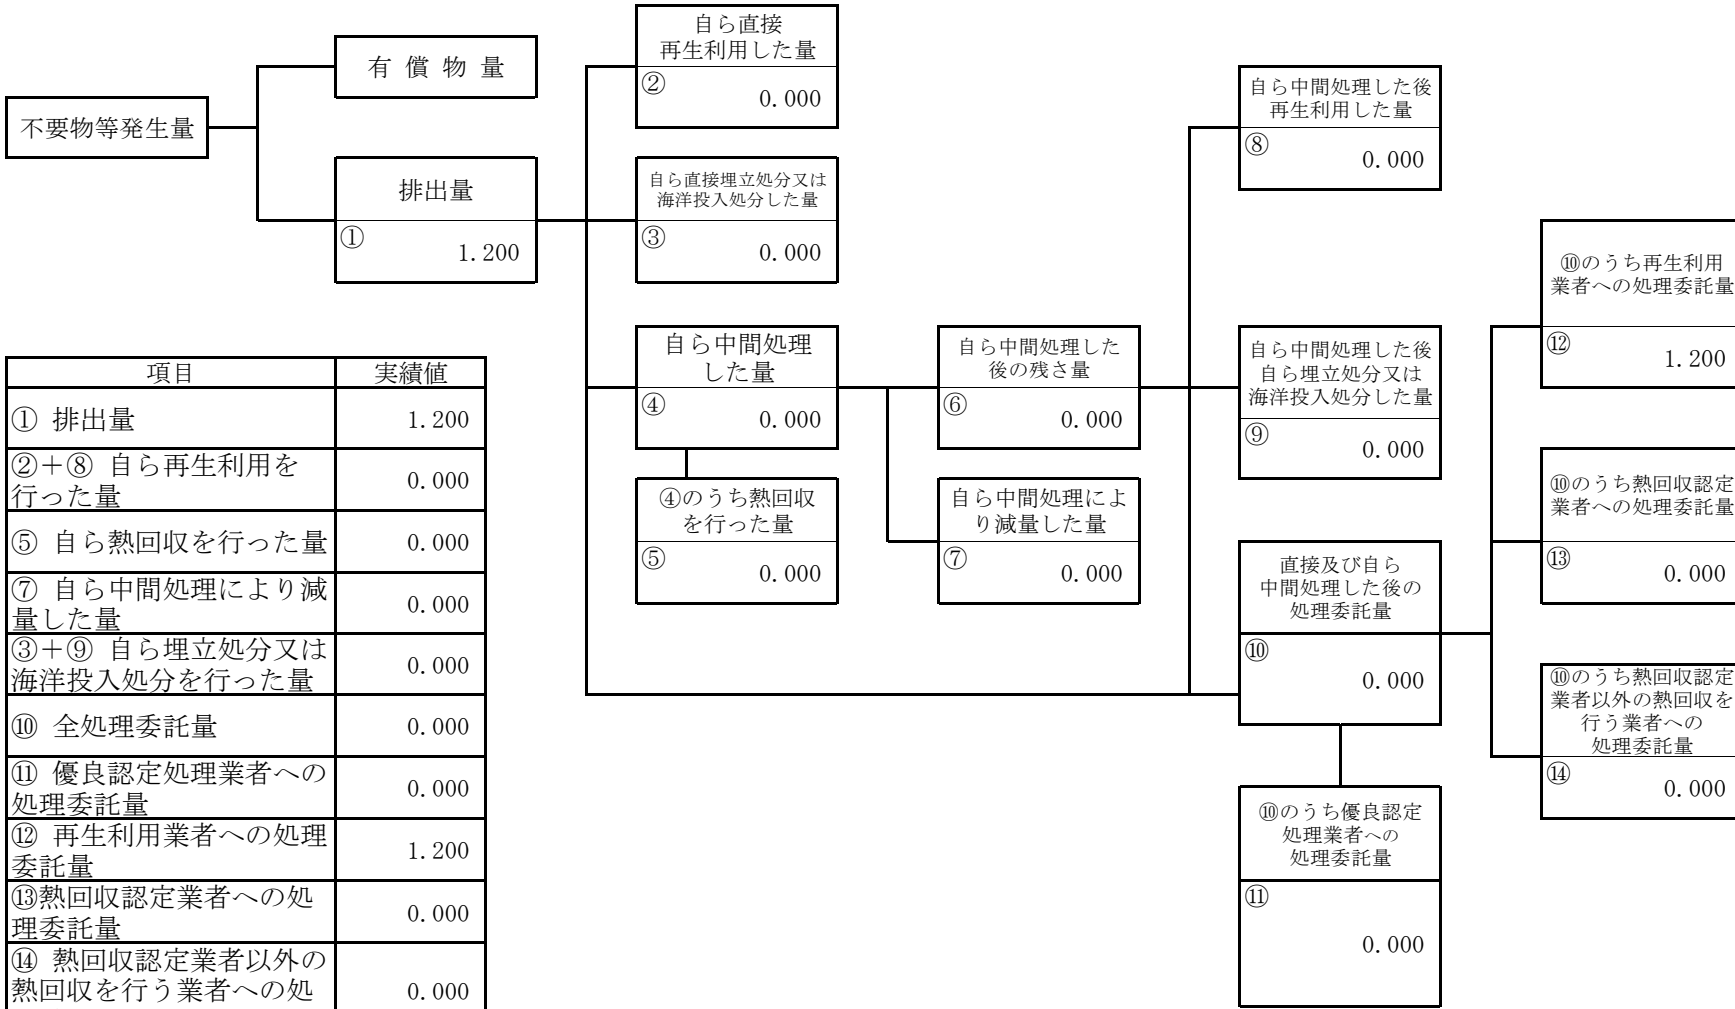 不要物等発生量
有 償 物 量
排出量
①
1.200
自ら直接
再生利用した量
②
0.000
自ら直接埋立処分又は
海洋投入処分した量
③
0.000
自ら中間処理
した量
④
0.000
④のうち熱回収
を行った量
⑤
0.000
自ら中間処理した
後の残さ量
⑥
0.000
自ら中間処理によ
り減量した量
⑦
0.000
自ら中間処理した後
再生利用した量
⑧
0.000
自ら中間処理した後
自ら埋立処分又は
海洋投入処分した量
⑨
0.000
直接及び自ら
中間処理した後の
処理委託量
⑩
0.000
⑩のうち優良認定
処理業者への
処理委託量
⑪
0.000
⑩のうち再生利用
業者への処理委託量
⑫
1.200
⑩のうち熱回収認定
業者への処理委託量
⑬
0.000
⑩のうち熱回収認定
業者以外の熱回収を
行う業者への
処理委託量
⑭
0.000
項目 実績値
① 排出量 1.200
②＋⑧ 自ら再生利用を
行った量 0.000
⑤ 自ら熱回収を行った量 0.000
⑦ 自ら中間処理により減
量した量 0.000
③＋⑨ 自ら埋立処分又は
海洋投入処分を行った量 0.000
⑩ 全処理委託量 0.000
⑪ 優良認定処理業者への
処理委託量 0.000
⑫ 再生利用業者への処理
委託量 1.200
⑬熱回収認定業者への処
理委託量 0.000
⑭ 熱回収認定業者以外の
熱回収を行う業者への処 0.000